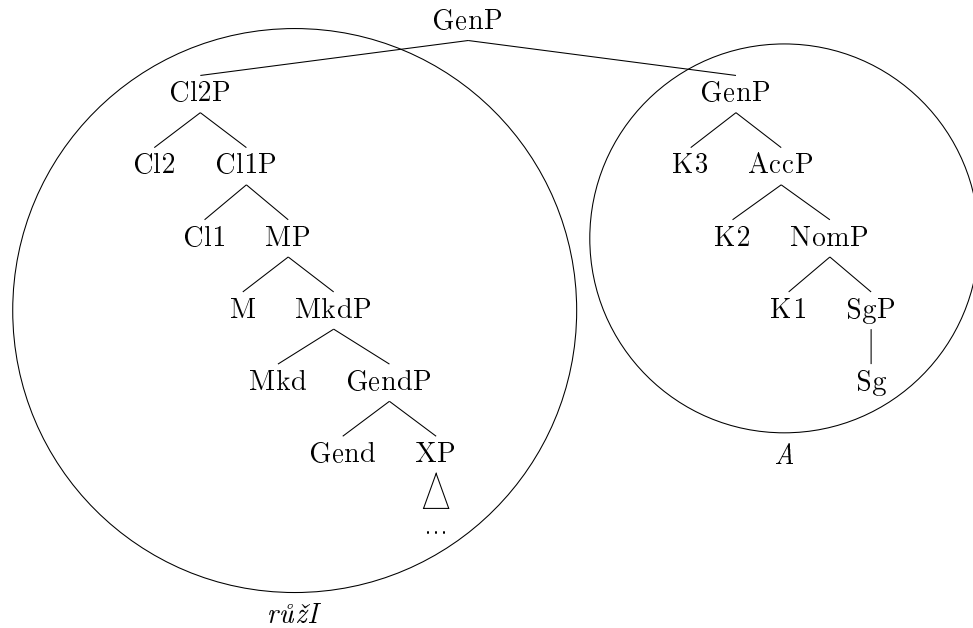 GenP
Cl2P GenP
Cl2 Cl1P K3 AccP
Cl1 MP K2 NomP
M MkdP K1 SgP
Mkd GendP Sg
Gend XP
A
...
růžI